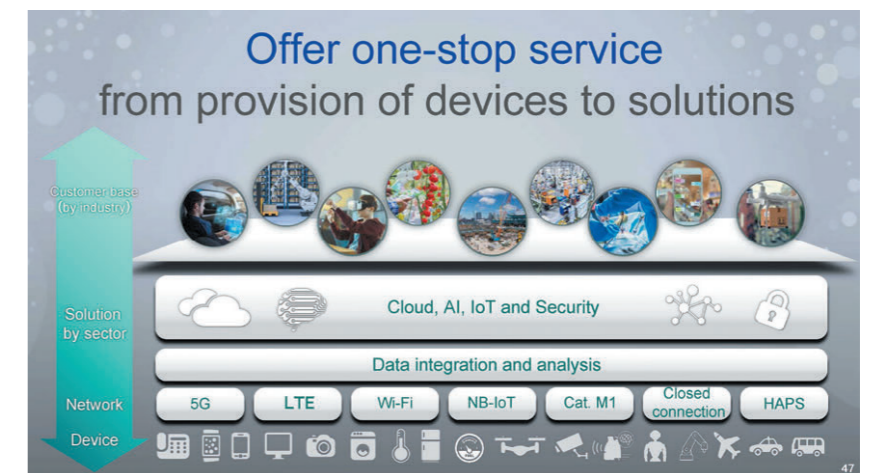 Offer one-stop service
from provision of devices to solutions
Customer base
(by industry)
Solution
by sector
Cloud, AI, IoT and Security
Data integration and analysis
Network
5G
LTE
Wi-Fi
NB-IoT
Cat. M1
Closed
connection
HAPS
Device
47